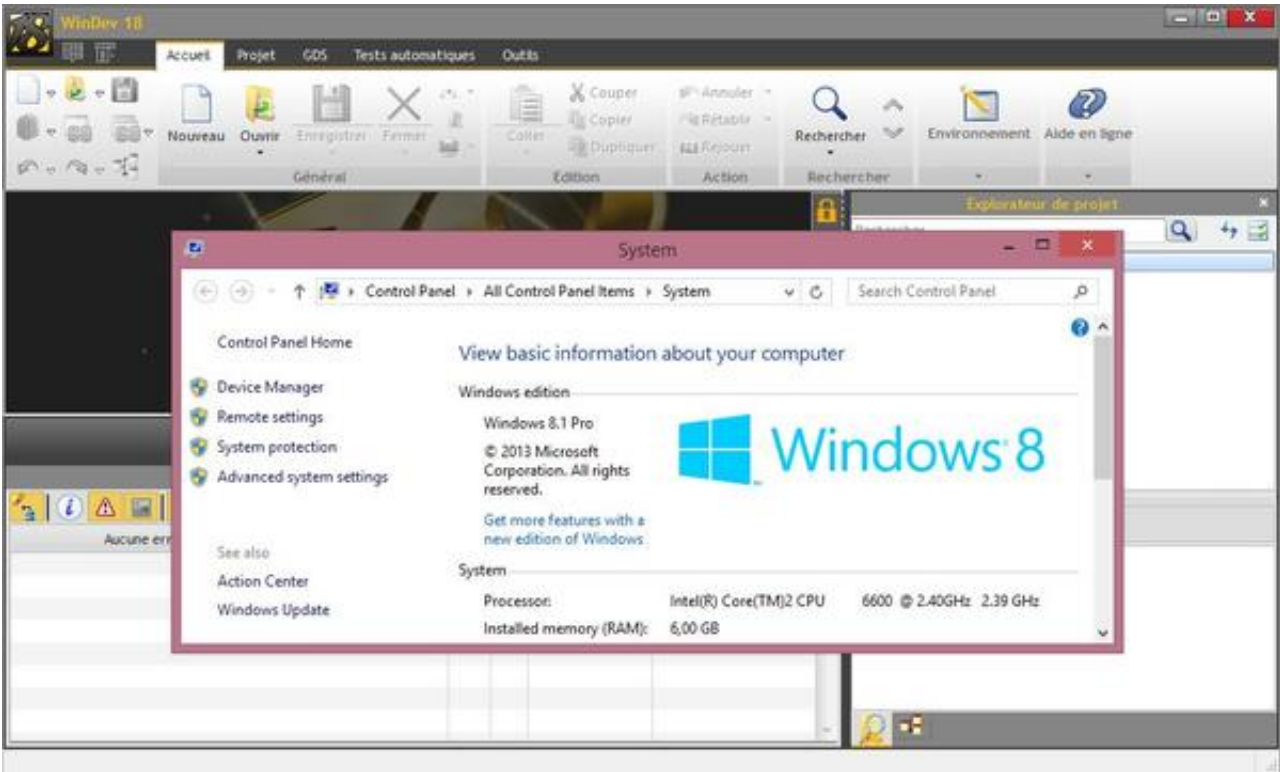 WinDev 18
Accueil Projet GDS Tests automatiques Outils
Couper Annuler
Copier Rétablir
Nouveau Ouvrir Enregistrer Fermer Coller Dupliquer Rejouer Rechercher Environnement Aide en ligne
Général Edition Action Rechercher
Explorateur de projet
Rechercher
System
Control Panel All Control Panel Items System Search Control Panel
Control Panel Home
View basic information about your computer
Device Manager
Windows edition
Remote settings
Windows 8.1 Pro
System protection
© 2013 Microsoft
Corporation. All rights
reserved.
Windows 8
Advanced system settings
Get more features with a
new edition of Windows
Aucune err
See also
System
Action Center
Processor: Intel(R) Core(TM)2 CPU 6600 @ 2.40GHz 2.39 GHz
Windows Update
Installed memory (RAM): 6,00 GB